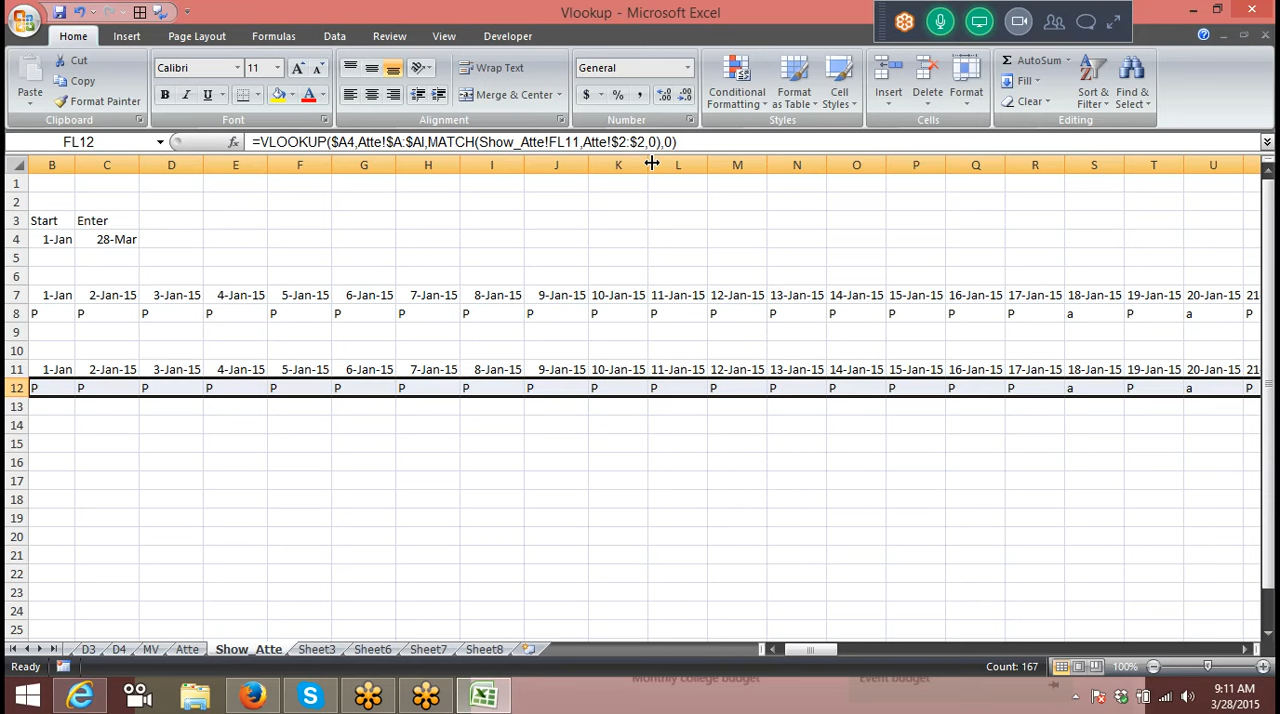 Vlookup - Microsoft Excel
Home Insert Page Layout Formulas Data Review View Developer
Paste
Cut
Copy
Format Painter
Clipboard
Calibri 11
B I U
Font
Wrap Text
Merge & Center
Alignment
General
$ % ,
Number
Conditional Formatting
Format as Table
Cell Styles
Styles
Insert Delete Format
Cells
Σ AutoSum
Fill
Clear
Sort & Filter
Find & Select
Editing
FL12 fx =VLOOKUP($A4,Atte!$A:$AI,MATCH(Show_Atte!FL11,Atte!$2:$2,0),0)
B C D E F G H I J K L M N O P Q R S T U
1
2
3 Start Enter
4 1-Jan 28-Mar
5
6
7 1-Jan 2-Jan-15 3-Jan-15 4-Jan-15 5-Jan-15 6-Jan-15 7-Jan-15 8-Jan-15 9-Jan-15 10-Jan-15 11-Jan-15 12-Jan-15 13-Jan-15 14-Jan-15 15-Jan-15 16-Jan-15 17-Jan-15 18-Jan-15 19-Jan-15 20-Jan-15 21
8 P P P P P P P P P P P P P P P P P a P a P
9
10
11 1-Jan 2-Jan-15 3-Jan-15 4-Jan-15 5-Jan-15 6-Jan-15 7-Jan-15 8-Jan-15 9-Jan-15 10-Jan-15 11-Jan-15 12-Jan-15 13-Jan-15 14-Jan-15 15-Jan-15 16-Jan-15 17-Jan-15 18-Jan-15 19-Jan-15 20-Jan-15 21
12 P P P P P P P P P P P P P P P P P a P a P
13
14
15
16
17
18
19
20
21
22
23
24
25
D3 D4 MV Atte Show_Atte Sheet3 Sheet6 Sheet7 Sheet8
Ready Count: 167 100%
Monthly college budget Event budget
9:11 AM
3/28/2015